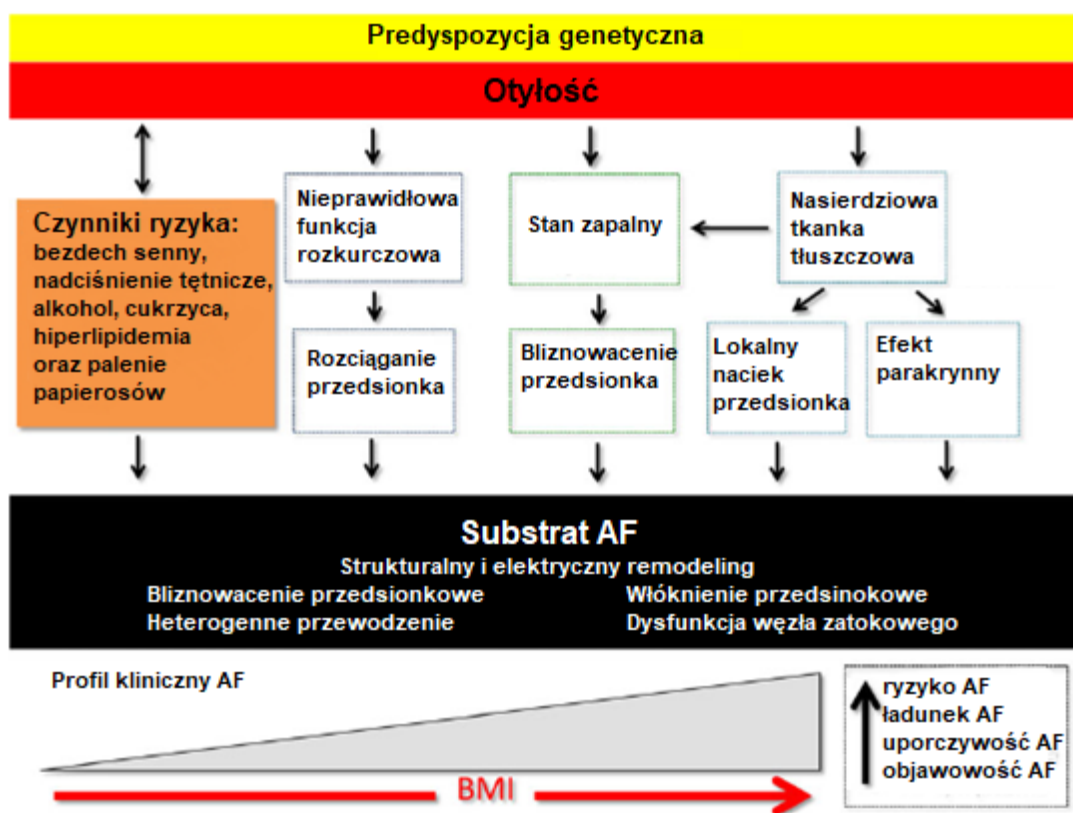 Predyspozycja genetyczna
Otyłość
Czynniki ryzyka:
bezdech senny,
nadciśnienie tętnicze,
alkohol, cukrzyca,
hiperlipidemia
oraz palenie
papierosów
Nieprawidłowa
funkcja
rozkurczowa
Rozciąganie
przedsionka
Stan zapalny
Bliznowacenie
przedsionka
Nasierdziowa
tkanka
tłuszczowa
Lokalny
naciek
przedsionka
Efekt
parakrynny
Substrat AF
Strukturalny i elektryczny remodeling
Bliznowacenie przedsionkowe
Włóknienie przedsinokowe
Heterogenne przewodzenie
Dysfunkcja węzła zatokowego
Profil kliniczny AF
BMI
ryzyko AF
ładunek AF
uporczywość AF
objawowość AF